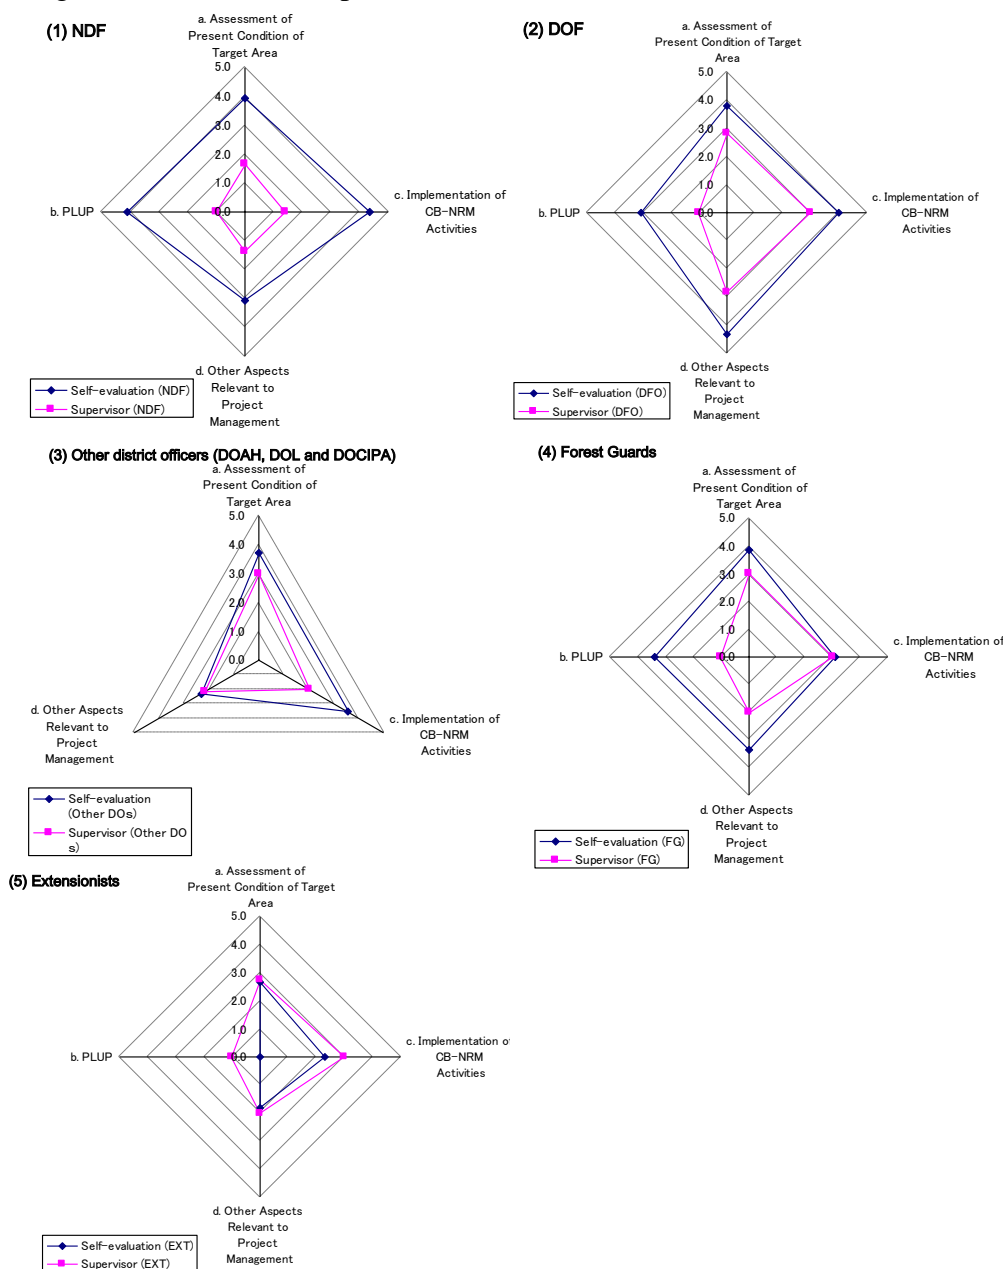 (1) NDF
a. Assessment of
Present Condition of
Target Area
5.0
4.0
3.0
2.0
1.0
0.0
b. PLUP
c. Implementation of
CB-NRM
Activities
d. Other Aspects
Relevant to
Project
Management
Self-evaluation (NDF)
Supervisor (NDF)
(2) DOF
a. Assessment of
Present Condition of Target
Area
5.0
4.0
3.0
2.0
1.0
0.0
b. PLUP
c. Implementation of
CB-NRM
Activities
d. Other Aspects
Relevant to
Project
Management
Self-evaluation (DFO)
Supervisor (DFO)
(3) Other district officers (DOAH, DOL and DOCIPA)
a. Assessment of
Present Condition of
Target Area
5.0
4.0
3.0
2.0
1.0
0.0
d. Other Aspects
Relevant to
Project
Management
c. Implementation of
CB-NRM
Activities
Self-evaluation
(Other DOs)
Supervisor (Other DO
s)
(4) Forest Guards
a. Assessment of
Present Condition of
Target Area
5.0
4.0
3.0
2.0
1.0
0.0
b. PLUP
c. Implementation of
CB-NRM
Activities
d. Other Aspects
Relevant to
Project
Management
Self-evaluation (FG)
Supervisor (FG)
(5) Extensionists
a. Assessment of
Present Condition of Target
Area
5.0
4.0
3.0
2.0
1.0
0.0
b. PLUP
c. Implementation of
CB-NRM
Activities
d. Other Aspects
Relevant to
Project
Management
Self-evaluation (EXT)
Supervisor (EXT)